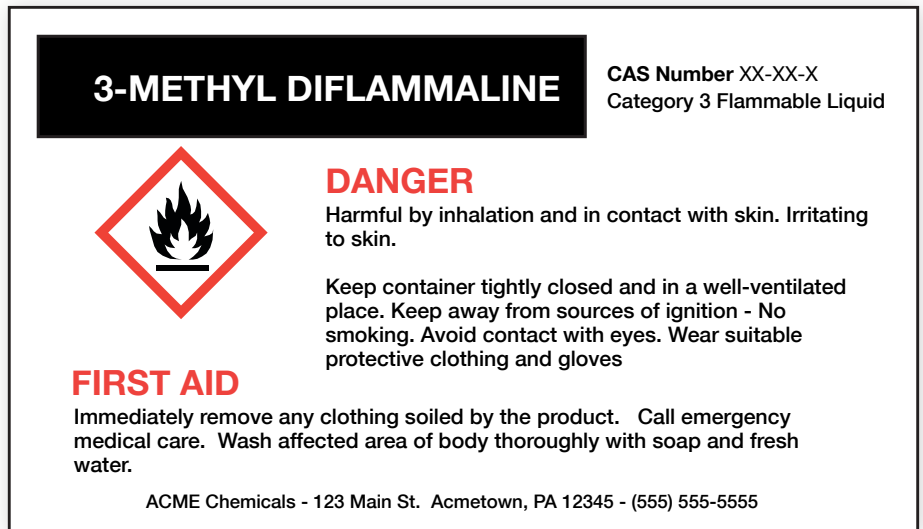 3-METHYL DIFLAMMALINE
CAS Number XX-XX-X
Category 3 Flammable Liquid
DANGER
Harmful by inhalation and in contact with skin. Irritating
to skin.
Keep container tightly closed and in a well-ventilated
place. Keep away from sources of ignition - No
smoking. Avoid contact with eyes. Wear suitable
protective clothing and gloves
FIRST AID
Immediately remove any clothing soiled by the product.   Call emergency
medical care.  Wash affected area of body thoroughly with soap and fresh
water.
ACME Chemicals - 123 Main St.  Acmetown, PA 12345 - (555) 555-5555